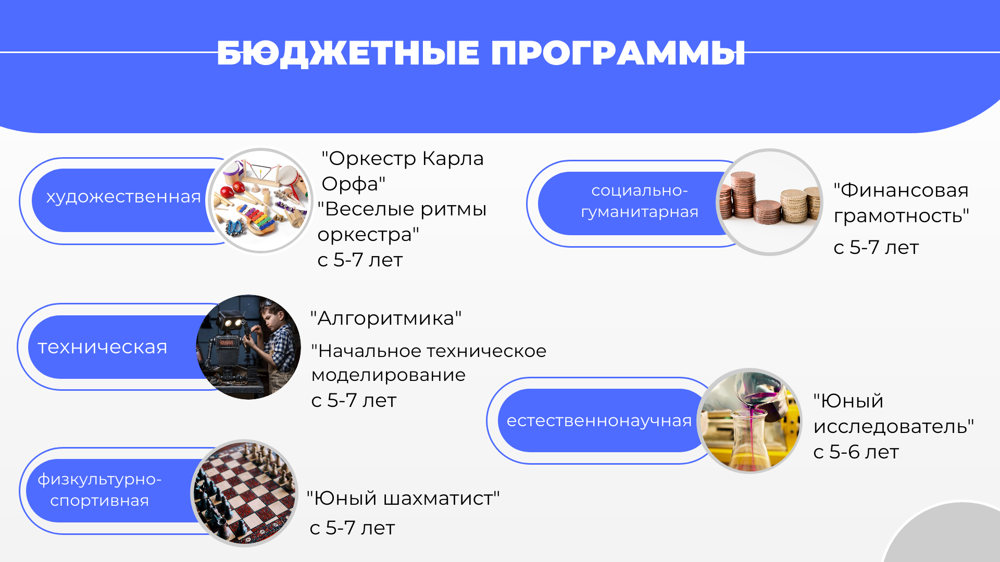 БЮДЖЕТНЫЕ ПРОГРАММЫ
художественная
"Оркестр Карла
Орфа"
"Веселые ритмы
оркестра"
с 5-7 лет
социально-
гуманитарная
"Финансовая
грамотность"
с 5-7 лет
техническая
"Алгоритмика"
"Начальное техническое
моделирование
с 5-7 лет
естественнонаучная
"Юный
исследователь"
с 5-6 лет
физкультурно-
спортивная
"Юный шахматист"
с 5-7 лет